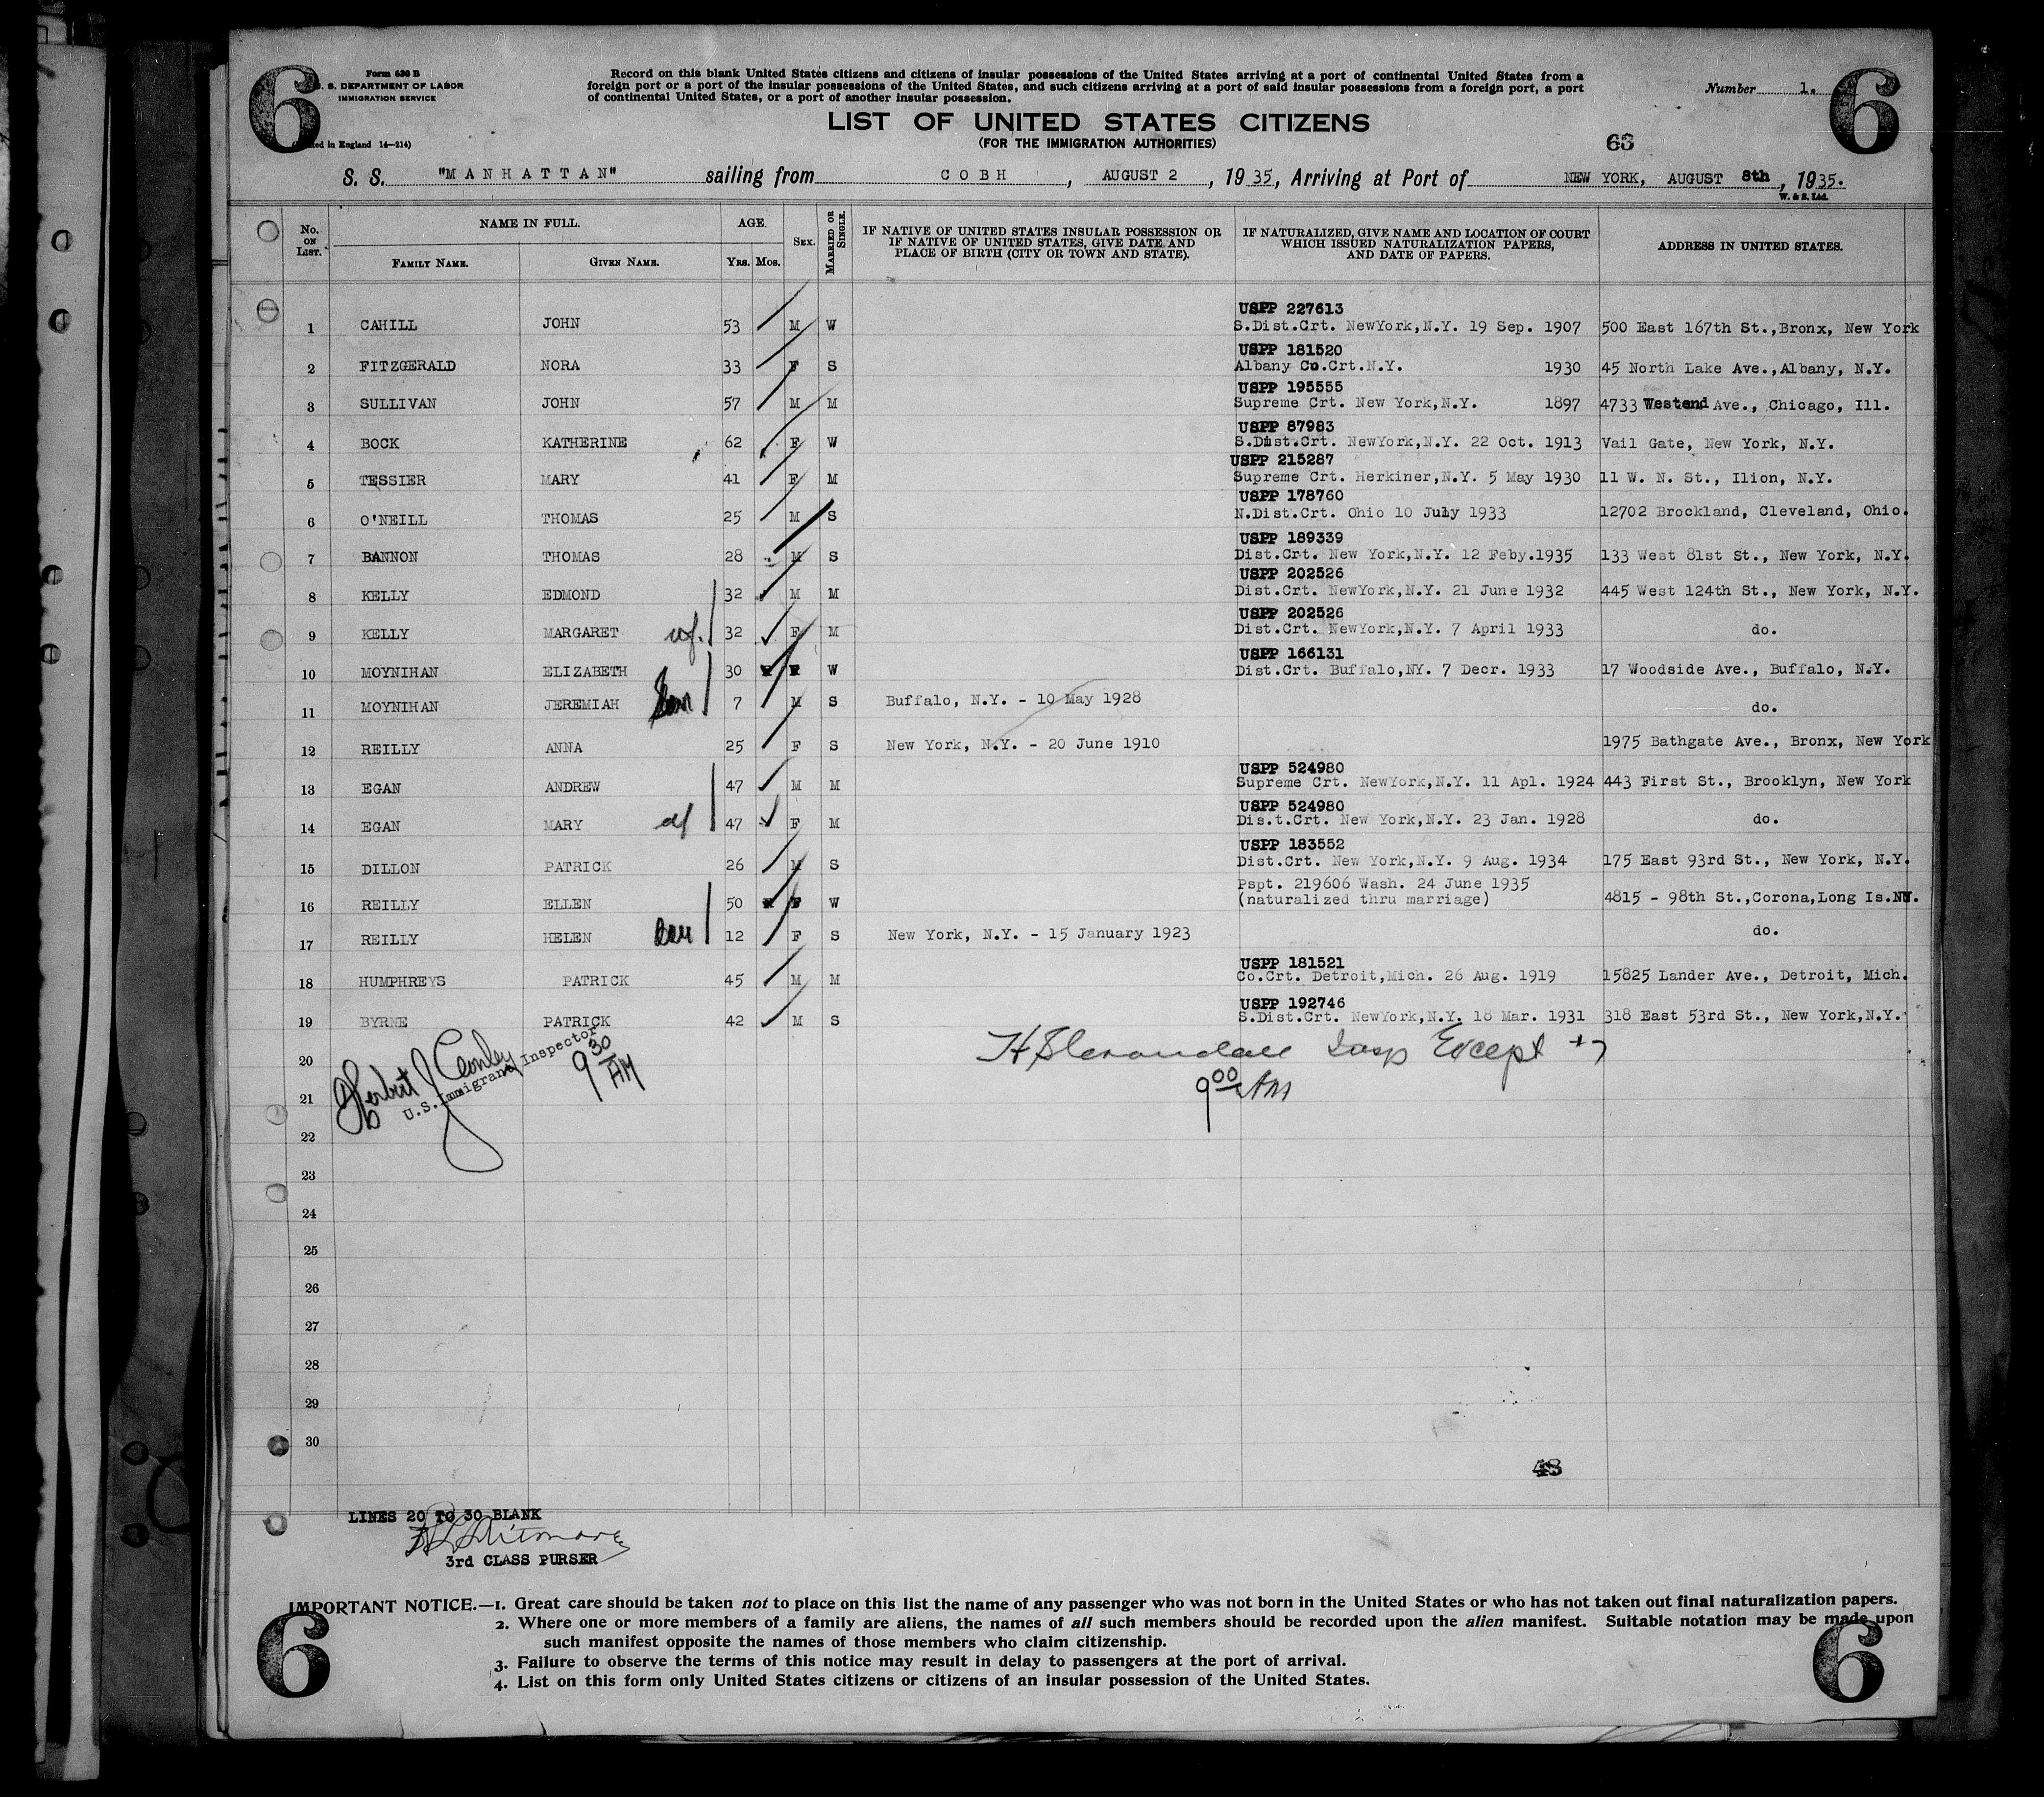 6
6
Form 630 B
U. S. DEPARTMENT OF LABOR
IMMIGRATION SERVICE
(Printed in England 14—214)
Record on this blank United States citizens and citizens of insular possessions of the United States arriving at a port of continental United States from a
foreign port or a port of the insular possessions of the United States, and such citizens arriving at a port of said insular possessions from a foreign port, a port
of continental United States, or a port of another insular possession.
Number 1.
LIST OF UNITED STATES CITIZENS
(FOR THE IMMIGRATION AUTHORITIES)
63
S. S. "MANHATTAN" sailing from COBH, AUGUST 2, 1935, Arriving at Port of NEW YORK, AUGUST 8th, 1935.
W. & S. Ltd.
No. ON LIST. NAME IN FULL. FAMILY NAME. GIVEN NAME. AGE. YRS. MOS. SEX. MARRIED OR SINGLE. IF NATIVE OF UNITED STATES INSULAR POSSESSION OR IF NATIVE OF UNITED STATES, GIVE DATE AND PLACE OF BIRTH (CITY OR TOWN AND STATE). IF NATURALIZED, GIVE NAME AND LOCATION OF COURT WHICH ISSUED NATURALIZATION PAPERS, AND DATE OF PAPERS. ADDRESS IN UNITED STATES.
USPP 227613
1 CAHILL JOHN 53 M W S.Dist.Crt. NewYork,N.Y. 19 Sep. 1907 500 East 167th St.,Bronx, New York
USPP 181520
2 FITZGERALD NORA 33 F S Albany Co.Crt.N.Y. 1930 45 North Lake Ave.,Albany, N.Y.
USPP 195555
3 SULLIVAN JOHN 57 M M Supreme Crt. New York,N.Y. 1897 4733 Westend Ave., Chicago, Ill.
USPP 87983
4 BOCK KATHERINE 62 F W S.Dist.Crt. NewYork,N.Y. 22 Oct. 1913 Vail Gate, New York, N.Y.
USPP 215287
5 TESSIER MARY 41 F M Supreme Crt. Herkiner,N.Y. 5 May 1930 11 W. N. St., Ilion, N.Y.
USPP 178760
6 O'NEILL THOMAS 25 M S N.Dist.Crt. Ohio 10 July 1933 12702 Brockland, Cleveland, Ohio.
USPP 189339
7 BANNON THOMAS 28 M S Dist.Crt. New York,N.Y. 12 Feby.1935 133 West 81st St., New York, N.Y.
USPP 202526
8 KELLY EDMOND 32 M M Dist.Crt. NewYork,N.Y. 21 June 1932 445 West 124th St., New York, N.Y.
USPP 202526
9 KELLY MARGARET wf. 32 F M Dist.Crt. NewYork,N.Y. 7 April 1933 do.
USPP 166131
10 MOYNIHAN ELIZABETH 30 F W Dist.Crt. Buffalo,NY. 7 Decr. 1933 17 Woodside Ave., Buffalo, N.Y.
11 MOYNIHAN JEREMIAH son 7 M S Buffalo, N.Y. - 10 May 1928 do.
12 REILLY ANNA 25 F S New York, N.Y. - 20 June 1910 1975 Bathgate Ave., Bronx, New York
USPP 524980
13 EGAN ANDREW 47 M M Supreme Crt. NewYork,N.Y. 11 Apl. 1924 443 First St., Brooklyn, New York
USPP 524980
14 EGAN MARY wf 47 F M Dis.t.Crt. New York,N.Y. 23 Jan. 1928 do.
USPP 183552
15 DILLON PATRICK 26 M S Dist.Crt. New York,N.Y. 9 Aug. 1934 175 East 93rd St., New York, N.Y.
Pspt. 219606 Wash. 24 June 1935
16 REILLY ELLEN 50 F W (naturalized thru marriage) 4815 - 98th St.,Corona,Long Is.NY.
17 REILLY HELEN 12 F S New York, N.Y. - 15 January 1923 do.
USPP 181521
18 HUMPHREYS PATRICK 45 M M Co.Crt. Detroit,Mich. 26 Aug. 1919 15825 Lander Ave., Detroit, Mich.
USPP 192746
19 BYRNE PATRICK 42 M S S.Dist.Crt. NewYork,N.Y. 18 Mar. 1931 318 East 53rd St., New York,N.Y.
20 Insp Except
Herbert J
U.S. Immigrant Inspector
9 30 AM
9 00 AM
21
22
23
24
25
26
27
28
29
30
48
LINES 20 TO 30 BLANK
3rd CLASS PURSER
IMPORTANT NOTICE.—1. Great care should be taken not to place on this list the name of any passenger who was not born in the United States or who has not taken out final naturalization papers.
2. Where one or more members of a family are aliens, the names of all such members should be recorded upon the alien manifest. Suitable notation may be made upon
such manifest opposite the names of those members who claim citizenship.
3. Failure to observe the terms of this notice may result in delay to passengers at the port of arrival.
4. List on this form only United States citizens or citizens of an insular possession of the United States.
6
6